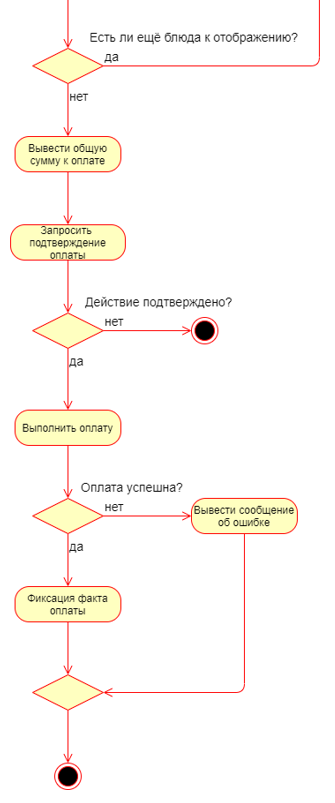 Есть ли ещё блюда к отображению?
да
нет
Вывести общую
сумму к оплате
Запросить
подтверждение
оплаты
Действие подтверждено?
нет
да
Выполнить оплату
Оплата успешна?
нет
Вывести сообщение
об ошибке
да
Фиксация факта
оплаты